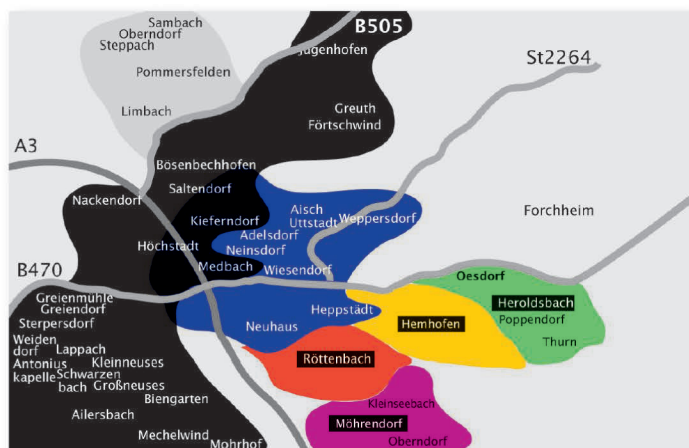 Sambach
Oberndorf
Steppach
Pommersfelden
Limbach
B505
Jugenhofen
Greuth
Förtschwind
St2264
A3
Bösenbechhofen
Saltendorf
Nackendorf
Kieferndorf
Aisch
Uttstadt
Weppersdorf
Forchheim
Höchstadt
Adelsdorf
Neinsdorf
Medbach
Wiesendorf
B470
Oesdorf
Greienmühle
Greiendorf
Sterpersdorf
Heppstädt
Heroldsbach
Poppendorf
Neuhaus
Hemhofen
Thurn
Weiden
dorf
Lappach
Antonius
kapelle
Kleinneuses
Schwarzen
bach
Großneuses
Röttenbach
Biengarten
Ailersbach
Kleinseebach
Möhrendorf
Mechelwind
Mohrhof
Oberndorf